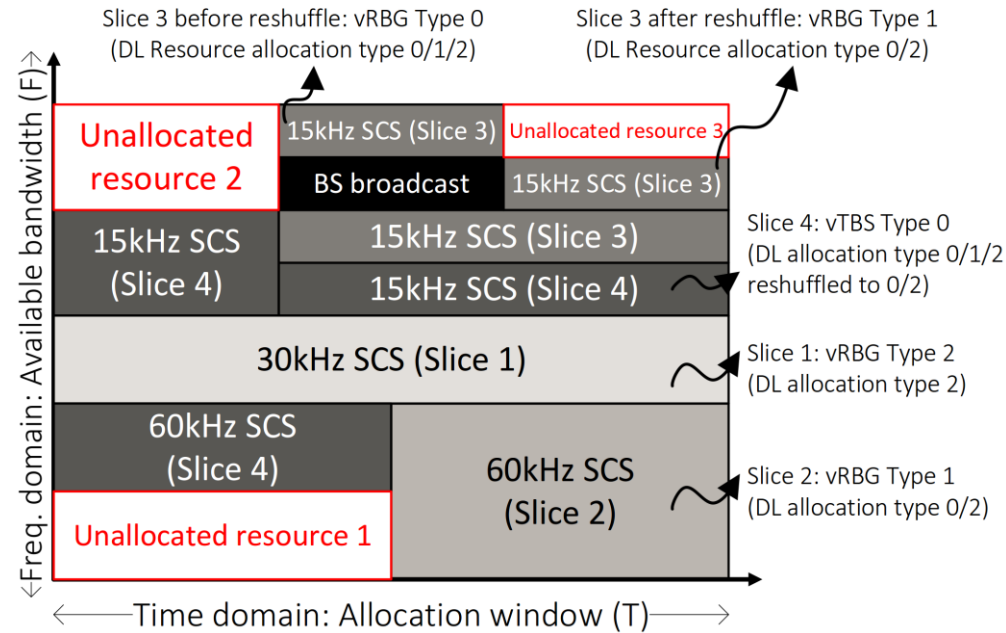 Slice 3 before reshuffle: vRBG Type 0
(DL Resource allocation type 0/1/2)
Slice 3 after reshuffle: vRBG Type 1
(DL Resource allocation type 0/2)
Freq. domain: Available bandwidth (F)
Unallocated
resource 2
15kHz SCS (Slice 3)
Unallocated resource 3
BS broadcast
15kHz SCS (Slice 3)
15kHz SCS
(Slice 4)
15kHz SCS (Slice 3)
15kHz SCS (Slice 4)
Slice 4: vTBS Type 0
(DL allocation type 0/1/2
reshuffled to 0/2)
30kHz SCS (Slice 1)
Slice 1: vRBG Type 2
(DL allocation type 2)
60kHz SCS
(Slice 4)
60kHz SCS
(Slice 2)
Slice 2: vRBG Type 1
(DL allocation type 0/2)
Unallocated resource 1
Time domain: Allocation window (T)